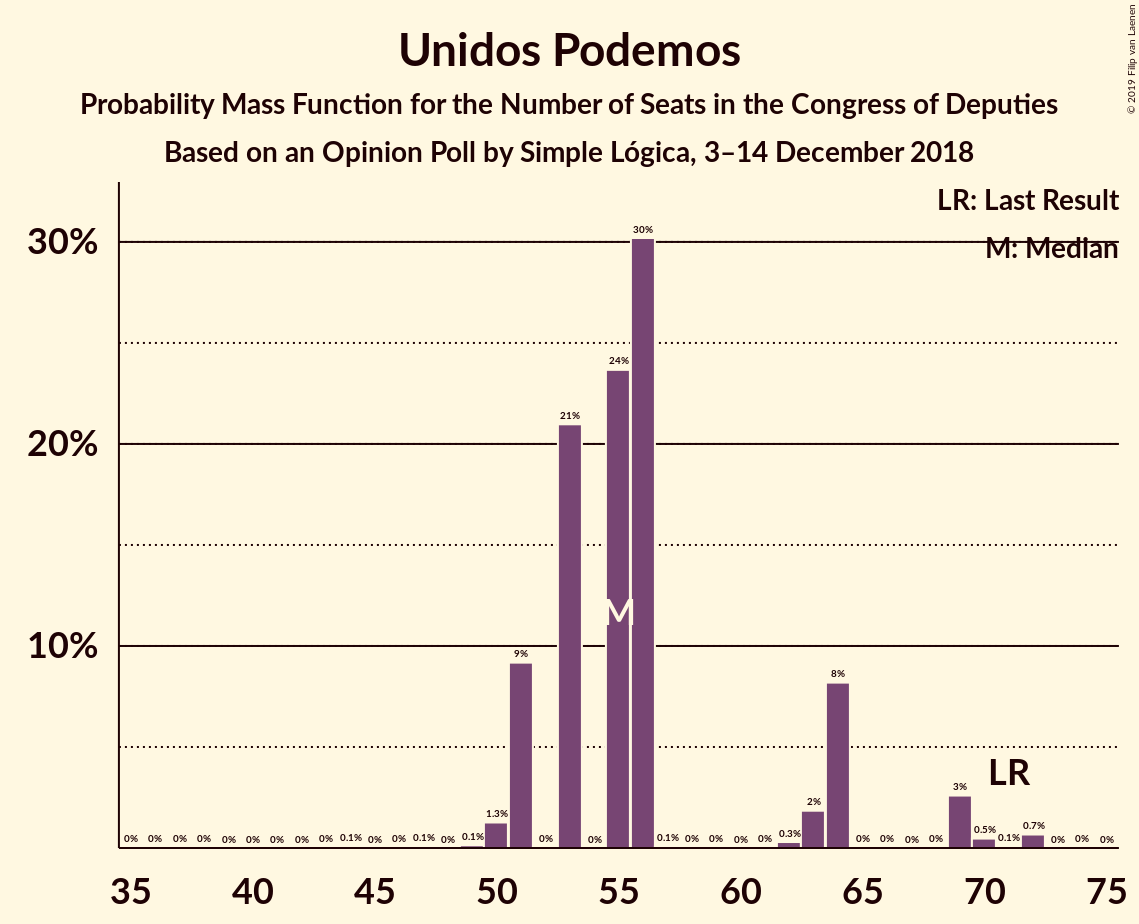 Unidos Podemos
Probability Mass Function for the Number of Seats in the Congress of Deputies
Based on an Opinion Poll by Simple Lógica, 3–14 December 2018
© 2019 Filip van Laenen
LR: Last Result
M: Median
30%
20%
10%
0% 0% 0% 0% 0% 0% 0% 0% 0% 0.1% 0% 0% 0.1% 0% 0.1% 1.3% 9% 0% 21% 0% 24% 30% 0.1% 0% 0% 0% 0% 0.3% 2% 8% 0% 0% 0% 0% 3% 0.5% 0.1% 0.7% 0% 0% 0%
M
LR
35 40 45 50 55 60 65 70 75